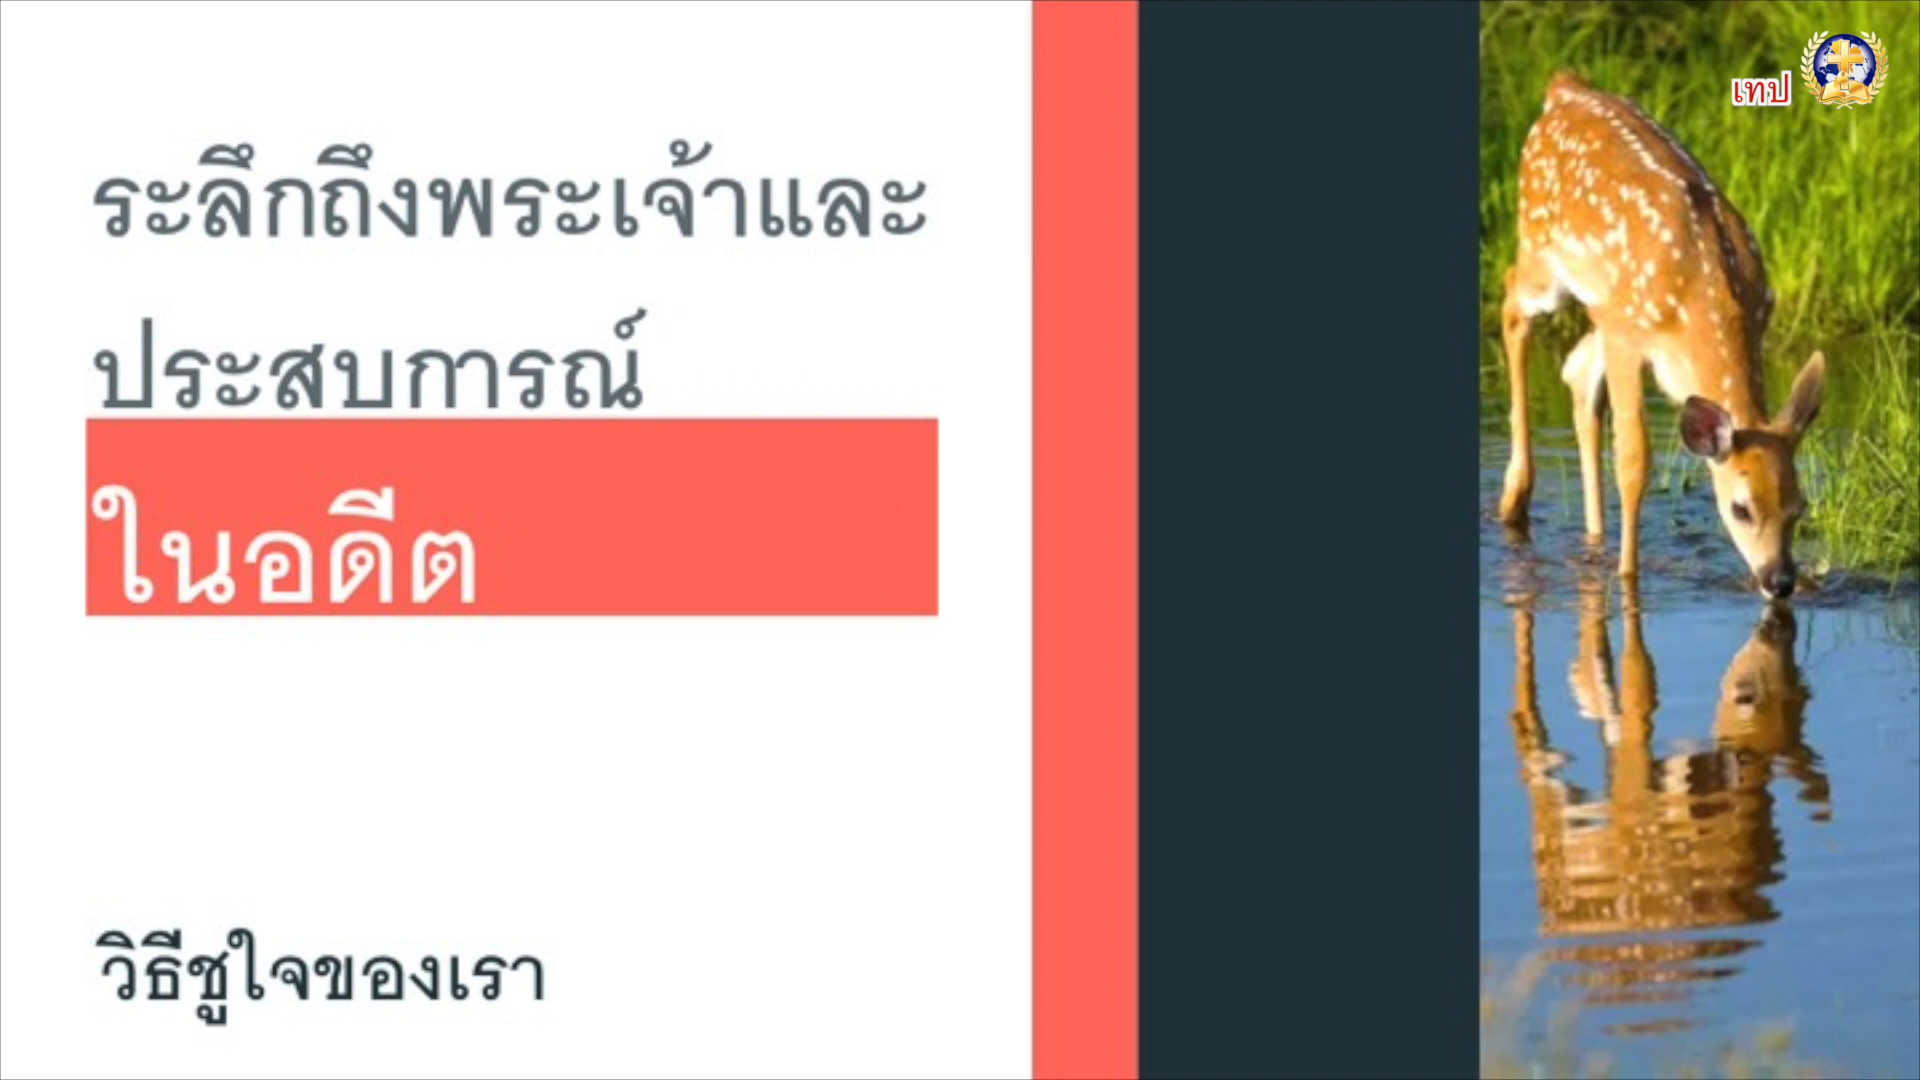 ระลึกถึงพระเจ้าและ
ประสบการณ์
ในอดีต
วิธีชูใจของเรา
เทป